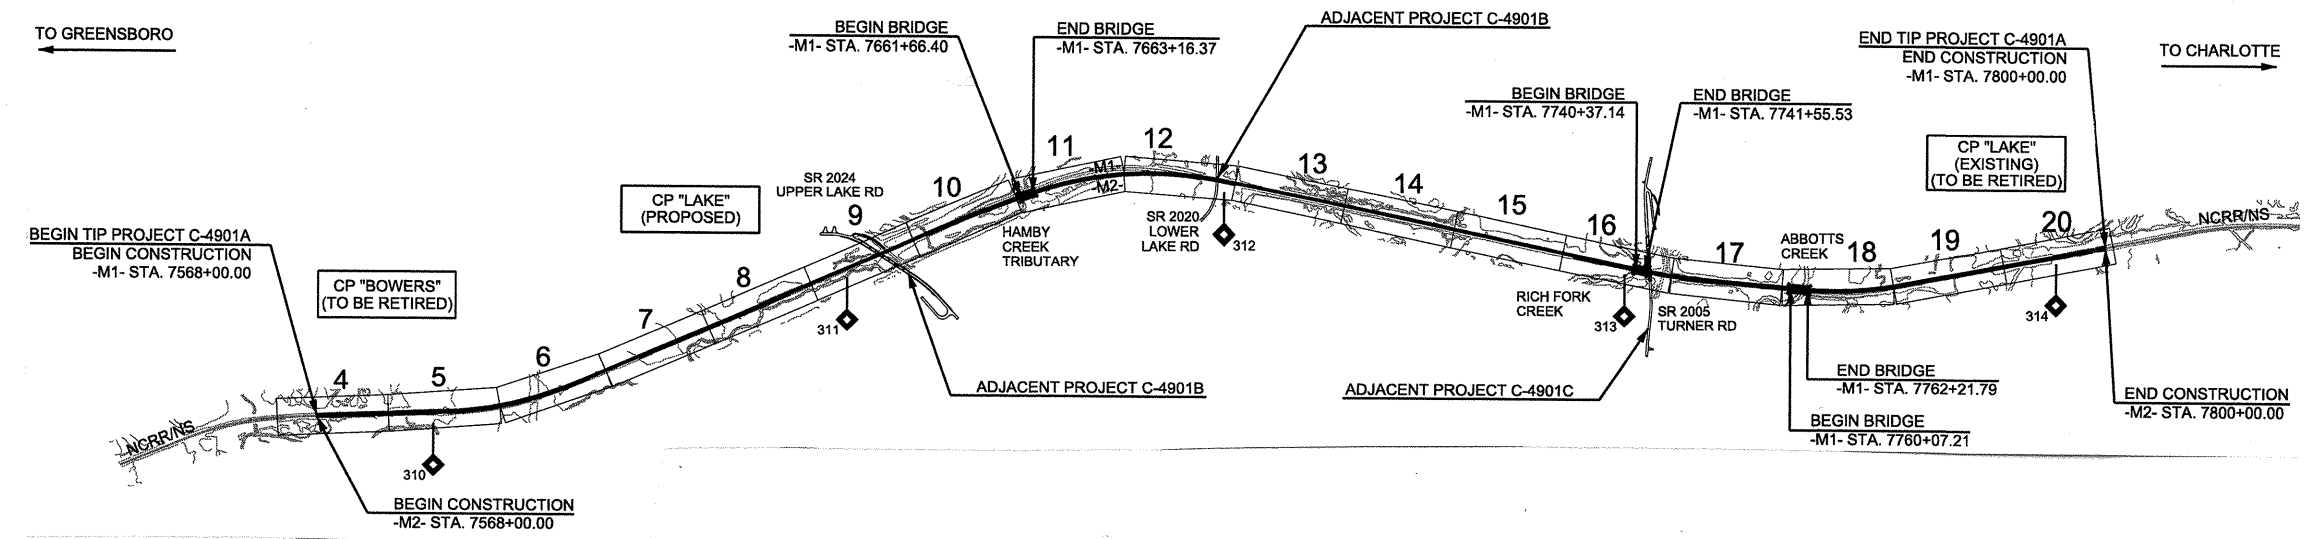 TO GREENSBORO
BEGIN BRIDGE
-M1- STA. 7661+66.40
END BRIDGE
-M1- STA. 7663+16.37
ADJACENT PROJECT C-4901B
END TIP PROJECT C-4901A
END CONSTRUCTION
-M1- STA. 7800+00.00
TO CHARLOTTE
BEGIN BRIDGE
-M1- STA. 7740+37.14
END BRIDGE
-M1- STA. 7741+55.53
CP "LAKE"
(EXISTING)
(TO BE RETIRED)
SR 2024
UPPER LAKE RD
CP "LAKE"
(PROPOSED)
BEGIN TIP PROJECT C-4901A
BEGIN CONSTRUCTION
-M1- STA. 7568+00.00
CP "BOWERS"
(TO BE RETIRED)
4
5
6
7
8
9
10
11
12
13
14
15
16
17
18
19
20
-M1-
-M2-
HAMBY
CREEK
TRIBUTARY
SR 2020
LOWER
LAKE RD
312
ABBOTTS
CREEK
NCRR/NS
RICH FORK
CREEK
313
SR 2005
TURNER RD
314
311
ADJACENT PROJECT C-4901B
ADJACENT PROJECT C-4901C
END BRIDGE
-M1- STA. 7762+21.79
BEGIN BRIDGE
-M1- STA. 7760+07.21
END CONSTRUCTION
-M2- STA. 7800+00.00
NCRR/NS
310
BEGIN CONSTRUCTION
-M2- STA. 7568+00.00